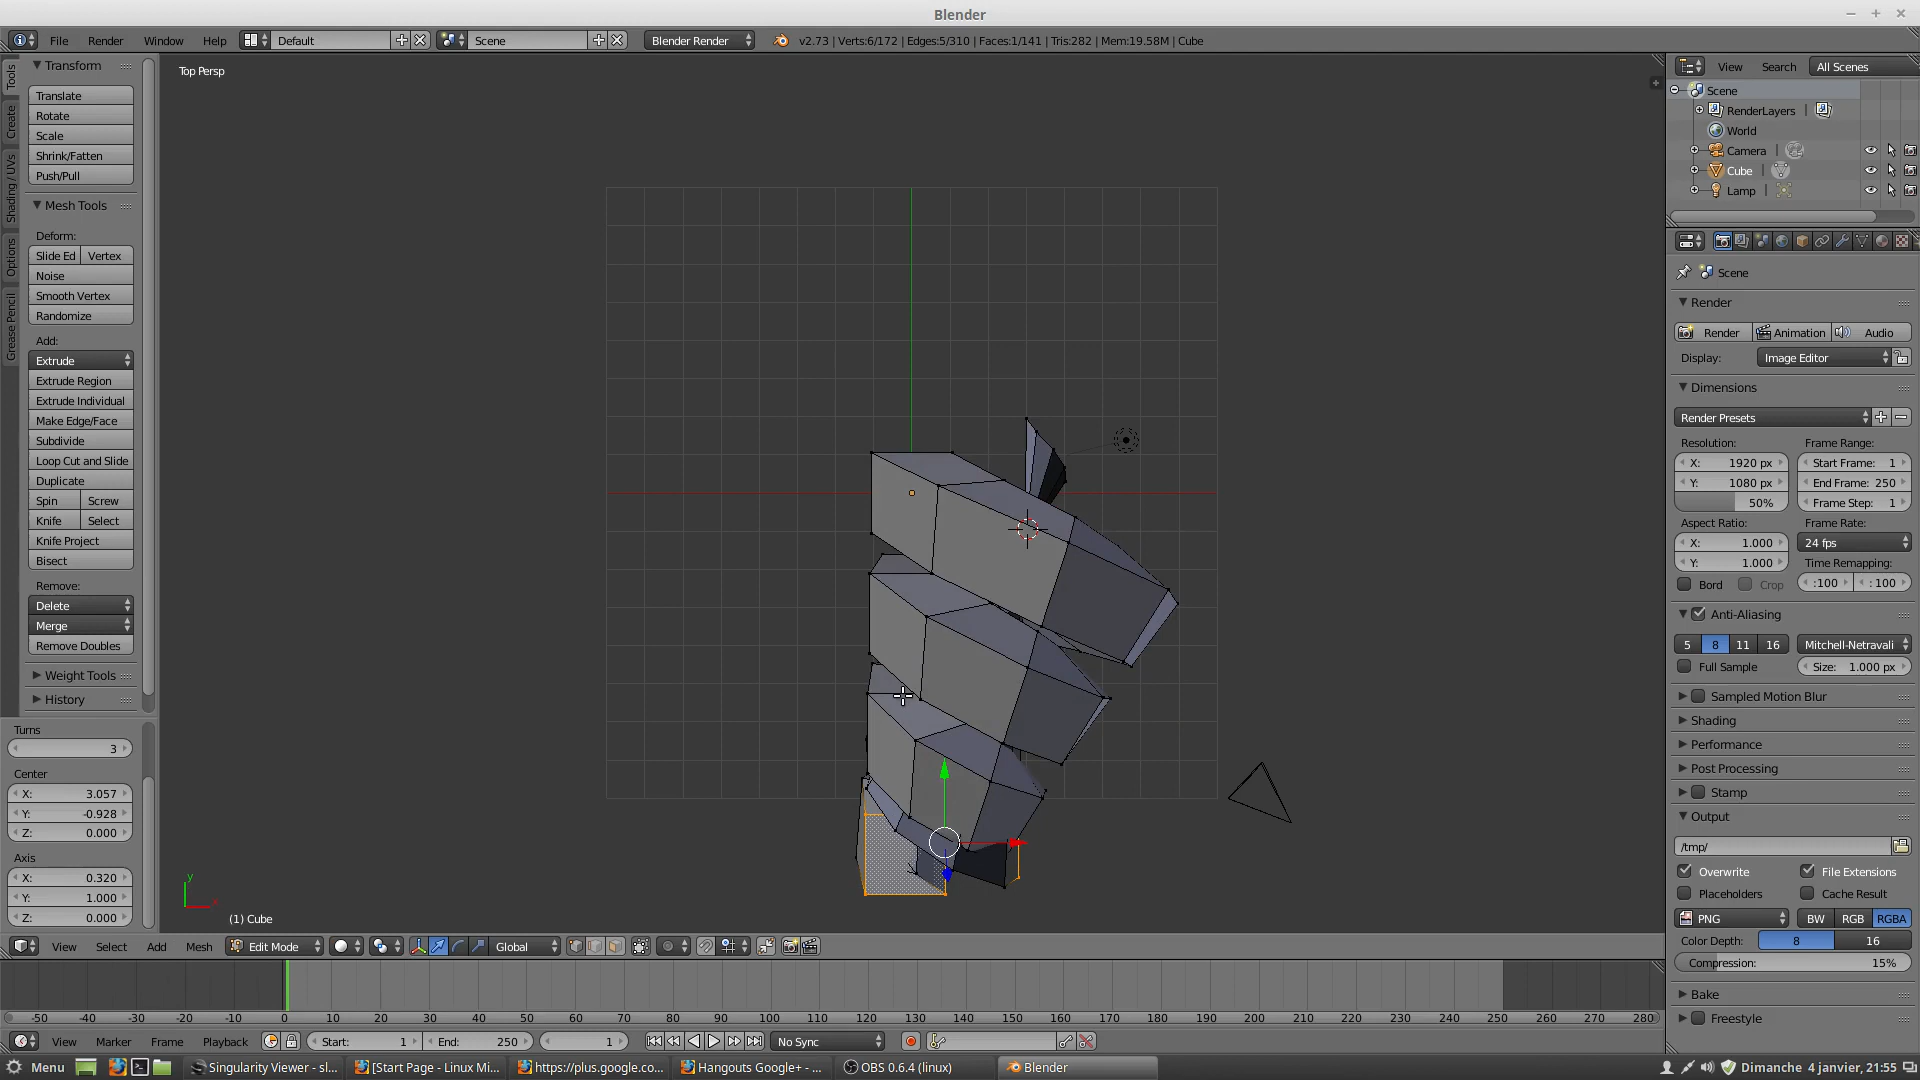 Blender
File Render Window Help Default Scene Blender Render v2.73 | Verts:6/172 | Edges:5/310 | Faces:1/141 | Tris:282 | Mem:19.58M | Cube
Tools
Create
Shading / UVs
Options
Grease Pencil
Transform
Translate
Rotate
Scale
Shrink/Fatten
Push/Pull
Mesh Tools
Deform:
Slide Ed Vertex
Noise
Smooth Vertex
Randomize
Add:
Extrude
Extrude Region
Extrude Individual
Make Edge/Face
Subdivide
Loop Cut and Slide
Duplicate
Spin Screw
Knife Select
Knife Project
Bisect
Remove:
Delete
Merge
Remove Doubles
Weight Tools
History
Turns
3
Center
X: 3.057
Y: -0.928
Z: 0.000
Axis
X: 0.320
Y: 1.000
Z: 0.000
Top Persp
y
x
(1) Cube
View Select Add Mesh Edit Mode Global
View Search All Scenes
Scene
RenderLayers |
World
Camera |
Cube |
Lamp |
Scene
Render
Render Animation Audio
Display: Image Editor
Dimensions
Render Presets
Resolution: Frame Range:
X: 1920 px Start Frame: 1
Y: 1080 px End Frame: 250
50% Frame Step: 1
Aspect Ratio: Frame Rate:
X: 1.000 24 fps
Y: 1.000 Time Remapping:
Bord Crop :100 : 100
Anti-Aliasing
5 8 11 16 Mitchell-Netravali
Full Sample Size: 1.000 px
Sampled Motion Blur
Shading
Performance
Post Processing
Stamp
Output
/tmp/
Overwrite File Extensions
Placeholders Cache Result
PNG BW RGB RGBA
Color Depth: 8 16
Compression: 15%
Bake
Freestyle
-50 -40 -30 -20 -10 0 10 20 30 40 50 60 70 80 90 100 110 120 130 140 150 160 170 180 190 200 210 220 230 240 250 260 270 280
View Marker Frame Playback Start: 1 End: 250 1 No Sync
Menu Singularity Viewer - sl... [Start Page - Linux Mi... https://plus.google.co... Hangouts Google+ - ... OBS 0.6.4 (linux) Blender Dimanche 4 janvier, 21:55